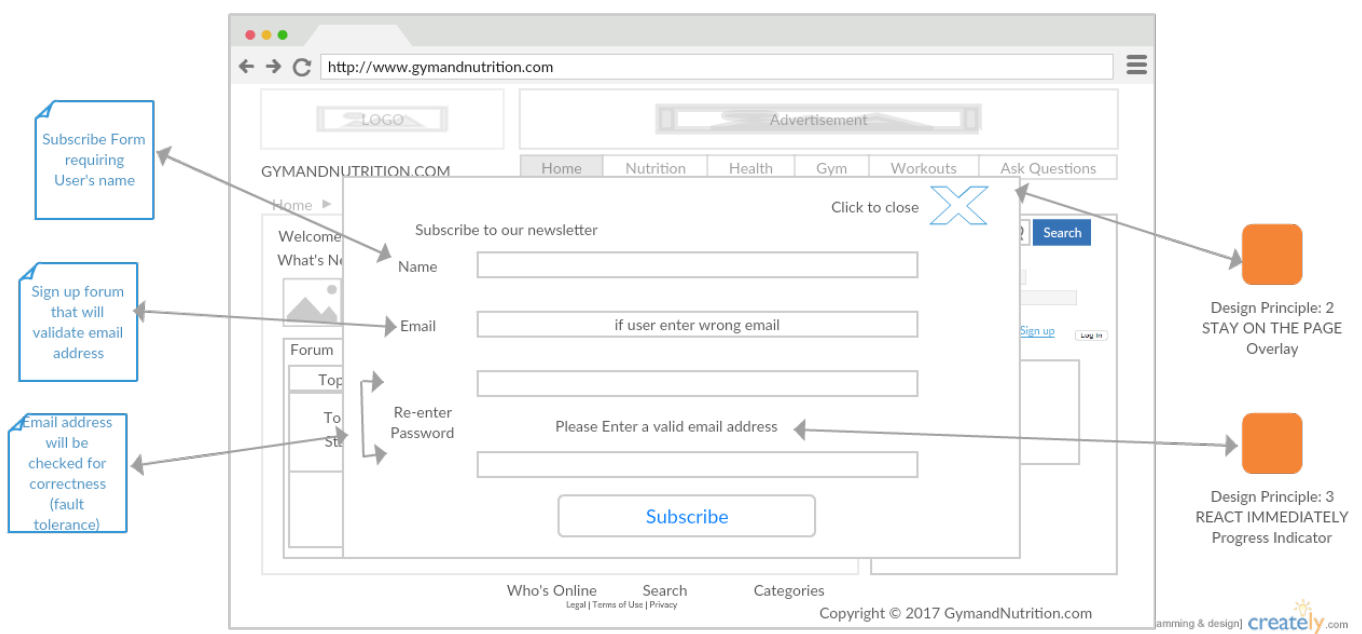 http://www.gymandnutrition.com
LOGO
Advertisement
GYMANDNUTRITION.COM
Home
Nutrition
Health
Gym
Workouts
Ask Questions
Home
Subscribe Form
requiring
User's name
Click to close
Subscribe to our newsletter
Welcome
What's Ne
Search
Name
Sign up forum
that will
validate email
address
Email
if user enter wrong email
Sign up
Log In
Design Principle: 2
STAY ON THE PAGE
Overlay
Forum
Top
To
St
Re-enter
Password
Please Enter a valid email address
Email address
will be
checked for
correctness
(fault
tolerance)
Subscribe
Design Principle: 3
REACT IMMEDIATELY
Progress Indicator
Who's Online
Search
Categories
Legal | Terms of Use | Privacy
Copyright © 2017 GymandNutrition.com
amming & design]
creately.com